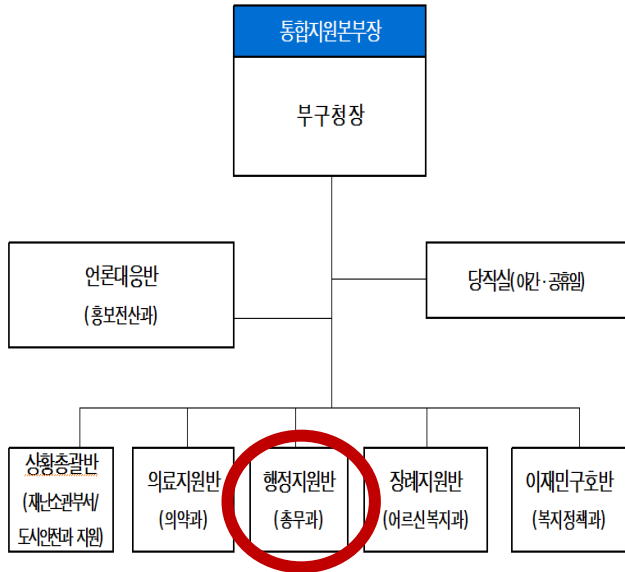 통합지원본부장
부구청장
언론대응반
(홍보전산과)
당직실(야간·공휴일)
상황총괄반
(재난소관부서/
도시안전과 지원)
의료지원반
(의약과)
행정지원반
(총무과)
장례지원반
(어르신복지과)
이재민구호반
(복지정책과)